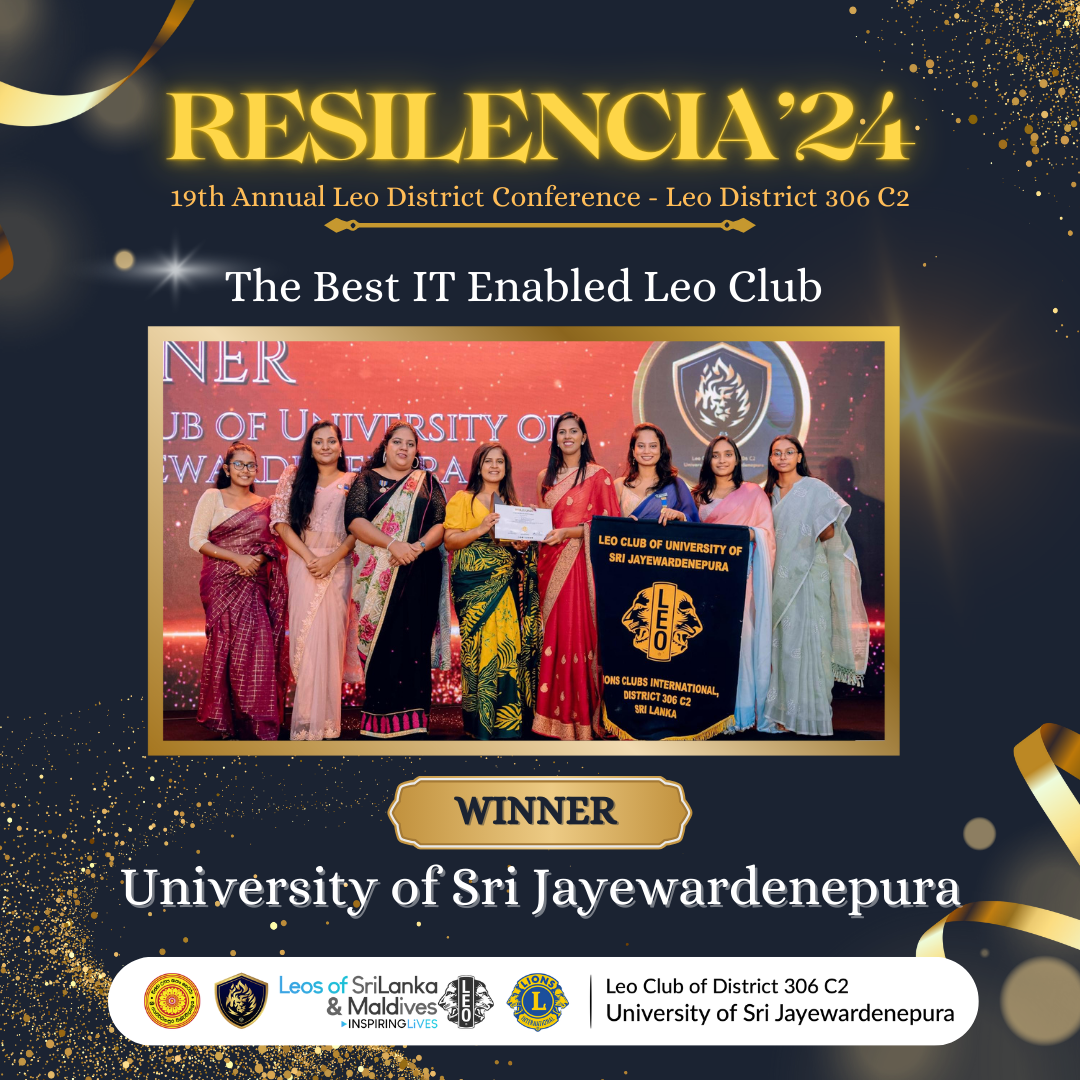 RESILENCIA'24
19th Annual Leo District Conference - Leo District 306 C2
The Best IT Enabled Leo Club
NER
UB OF UNIVERSITY OF
EWARDENEPURA
LEO CLUB OF UNIVERSITY OF
SRI JAYEWARDENEPURA
LEO
IONS CLUBS INTERNATIONAL,
DISTRICT 306 C2
SRI LANKA
WINNER
University of Sri Jayewardenepura
Leos of SriLanka
& Maldives
INSPIRING LIVES
LEO
LIONS
L
INTERNATIONAL
Leo Club of District 306 C2
University of Sri Jayewardenepura